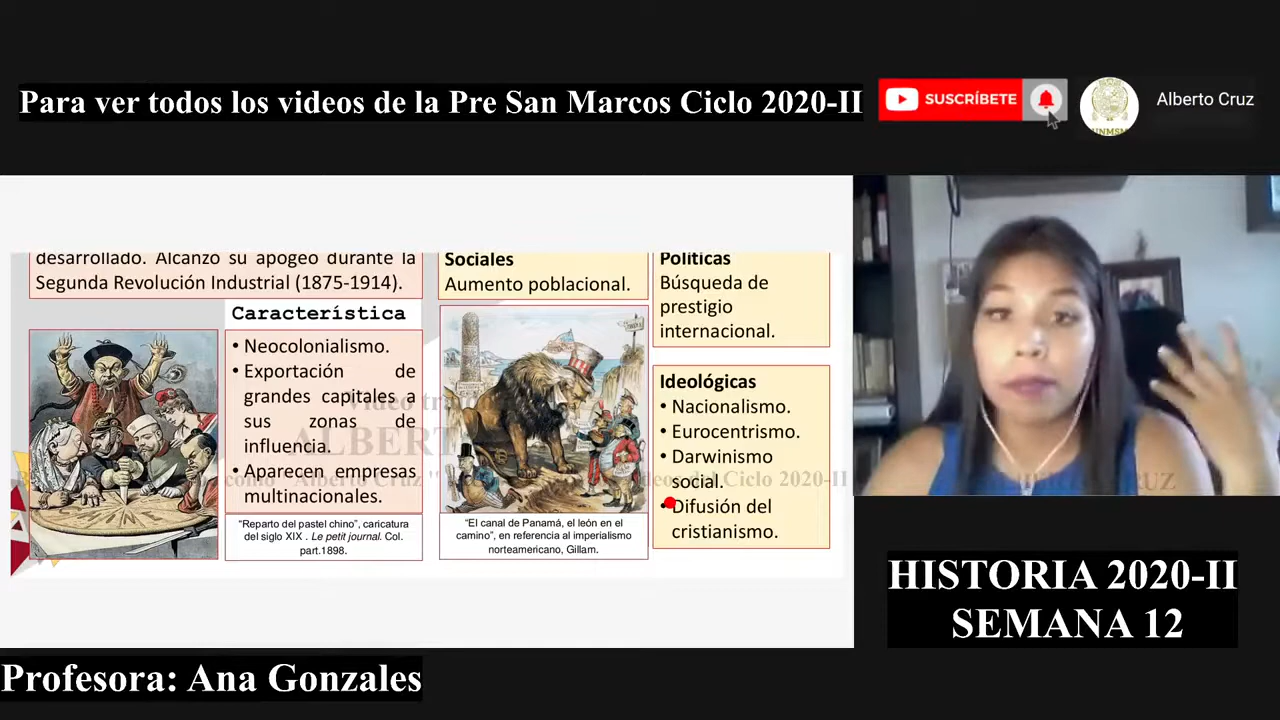 Para ver todos los videos de la Pre San Marcos Ciclo 2020-II
SUSCRÍBETE
Alberto Cruz
UNMSM
desarrollado. Alcanzó su apogeo durante la
Segunda Revolución Industrial (1875-1914).
Característica
• Neocolonialismo.
• Exportación de
grandes capitales a
sus zonas de
influencia.
• Aparecen empresas
multinacionales.
"Reparto del pastel chino", caricatura
del siglo XIX . Le petit journal. Col.
part.1898.
Sociales
Aumento poblacional.
"El canal de Panamá, el león en el
camino", en referencia al imperialismo
norteamericano, Gillam.
Políticas
Búsqueda de
prestigio
internacional.
Ideológicas
• Nacionalismo.
• Eurocentrismo.
• Darwinismo
social.
• Difusión del
cristianismo.
HISTORIA 2020-II
SEMANA 12
Profesora: Ana Gonzales